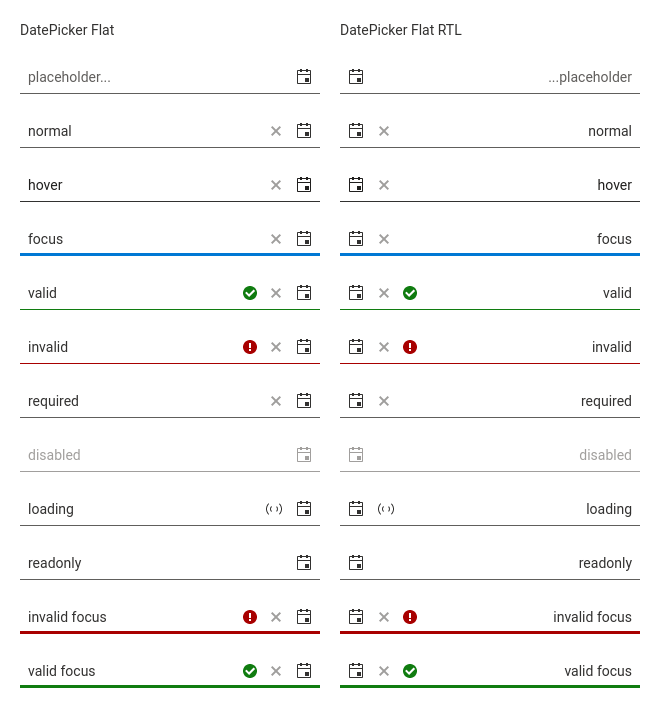 DatePicker Flat
DatePicker Flat RTL
placeholder...
...placeholder
normal
normal
hover
hover
focus
focus
valid
valid
invalid
invalid
required
required
disabled
disabled
loading
loading
readonly
readonly
invalid focus
invalid focus
valid focus
valid focus